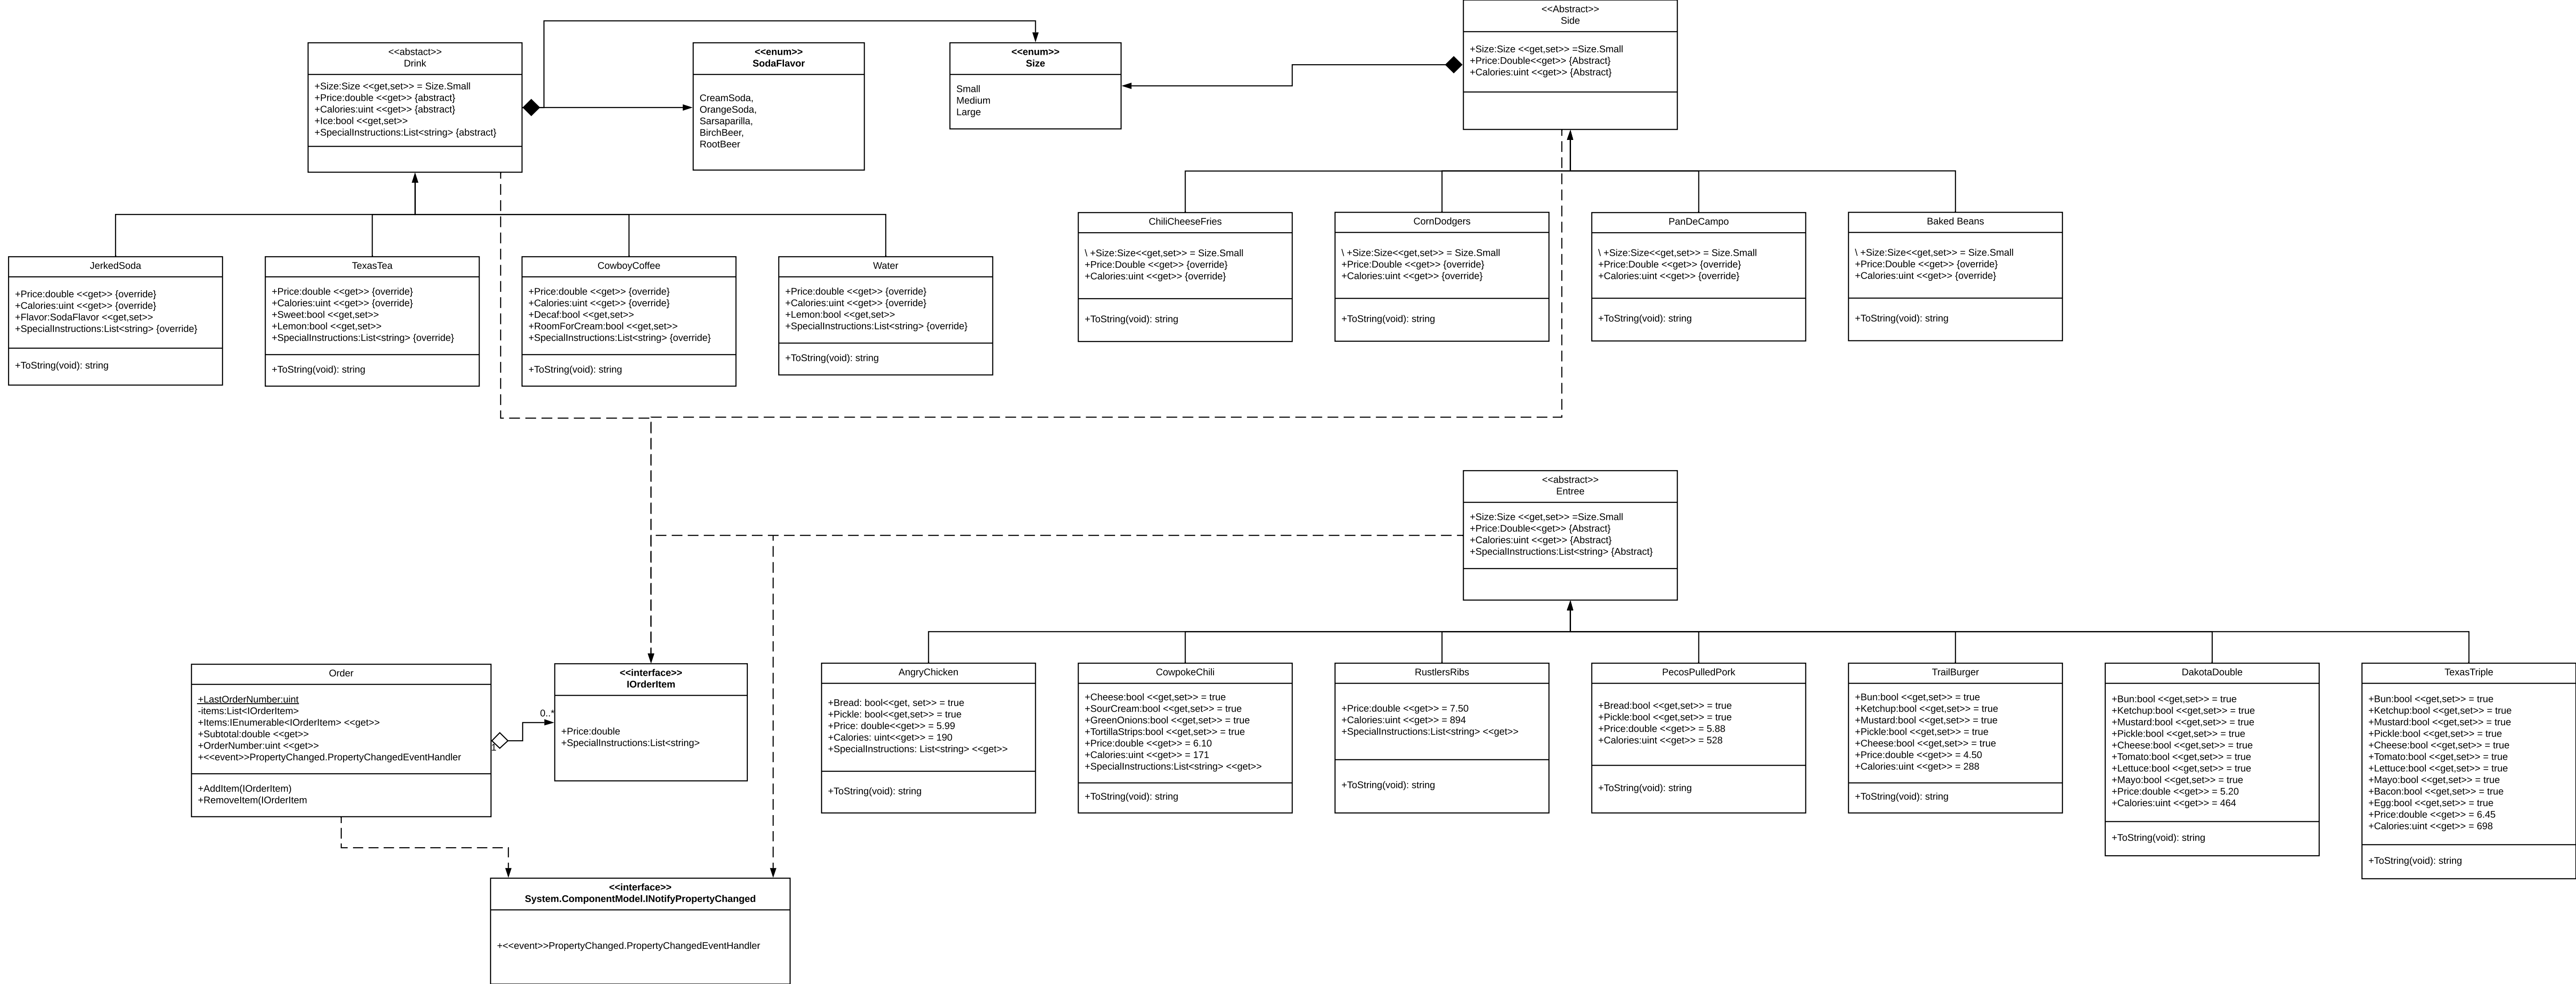 <<Abstract>>
Side
+Size:Size <<get,set>> =Size.Small
+Price:Double<<get>> {Abstract}
+Calories:uint <<get>> {Abstract}
<<abstact>>
Drink
+Size:Size <<get,set>> = Size.Small
+Price:double <<get>> {abstract}
+Calories:uint <<get>> {abstract}
+Ice:bool <<get,set>>
+SpecialInstructions:List<string> {abstract}
<<enum>>
SodaFlavor
CreamSoda,
OrangeSoda,
Sarsaparilla,
BirchBeer,
RootBeer
<<enum>>
Size
Small
Medium
Large
ChiliCheeseFries
\ +Size:Size<<get,set>> = Size.Small
+Price:Double <<get>> {override}
+Calories:uint <<get>> {override}
+ToString(void): string
CornDodgers
\ +Size:Size<<get,set>> = Size.Small
+Price:Double <<get>> {override}
+Calories:uint <<get>> {override}
+ToString(void): string
PanDeCampo
\ +Size:Size<<get,set>> = Size.Small
+Price:Double <<get>> {override}
+Calories:uint <<get>> {override}
+ToString(void): string
Baked Beans
\ +Size:Size<<get,set>> = Size.Small
+Price:Double <<get>> {override}
+Calories:uint <<get>> {override}
+ToString(void): string
JerkedSoda
+Price:double <<get>> {override}
+Calories:uint <<get>> {override}
+Flavor:SodaFlavor <<get,set>>
+SpecialInstructions:List<string> {override}
+ToString(void): string
TexasTea
+Price:double <<get>> {override}
+Calories:uint <<get>> {override}
+Sweet:bool <<get,set>>
+Lemon:bool <<get,set>>
+SpecialInstructions:List<string> {override}
+ToString(void): string
CowboyCoffee
+Price:double <<get>> {override}
+Calories:uint <<get>> {override}
+Decaf:bool <<get,set>>
+RoomForCream:bool <<get,set>>
+SpecialInstructions:List<string> {override}
+ToString(void): string
Water
+Price:double <<get>> {override}
+Calories:uint <<get>> {override}
+Lemon:bool <<get,set>>
+SpecialInstructions:List<string> {override}
+ToString(void): string
<<abstract>>
Entree
+Size:Size <<get,set>> =Size.Small
+Price:Double<<get>> {Abstract}
+Calories:uint <<get>> {Abstract}
+SpecialInstructions:List<string> {Abstract}
Order
+LastOrderNumber:uint
-items:List<IOrderItem>
+Items:IEnumerable<IOrderItem> <<get>>
+Subtotal:double <<get>>
+OrderNumber:uint <<get>>
+<<event>>PropertyChanged.PropertyChangedEventHandler
+AddItem(IOrderItem)
+RemoveItem(IOrderItem
1
0..*
<<interface>>
IOrderItem
+Price:double
+SpecialInstructions:List<string>
AngryChicken
+Bread: bool<<get, set>> = true
+Pickle: bool<<get,set>> = true
+Price: double<<get>> = 5.99
+Calories: uint<<get>> = 190
+SpecialInstructions: List<string> <<get>>
+ToString(void): string
CowpokeChili
+Cheese:bool <<get,set>> = true
+SourCream:bool <<get,set>> = true
+GreenOnions:bool <<get,set>> = true
+TortillaStrips:bool <<get,set>> = true
+Price:double <<get>> = 6.10
+Calories:uint <<get>> = 171
+SpecialInstructions:List<string> <<get>>
+ToString(void): string
RustlersRibs
+Price:double <<get>> = 7.50
+Calories:uint <<get>> = 894
+SpecialInstructions:List<string> <<get>>
+ToString(void): string
PecosPulledPork
+Bread:bool <<get,set>> = true
+Pickle:bool <<get,set>> = true
+Price:double <<get>> = 5.88
+Calories:uint <<get>> = 528
+ToString(void): string
TrailBurger
+Bun:bool <<get,set>> = true
+Ketchup:bool <<get,set>> = true
+Mustard:bool <<get,set>> = true
+Pickle:bool <<get,set>> = true
+Cheese:bool <<get,set>> = true
+Price:double <<get>> = 4.50
+Calories:uint <<get>> = 288
+ToString(void): string
DakotaDouble
+Bun:bool <<get,set>> = true
+Ketchup:bool <<get,set>> = true
+Mustard:bool <<get,set>> = true
+Pickle:bool <<get,set>> = true
+Cheese:bool <<get,set>> = true
+Tomato:bool <<get,set>> = true
+Lettuce:bool <<get,set>> = true
+Mayo:bool <<get,set>> = true
+Price:double <<get>> = 5.20
+Calories:uint <<get>> = 464
+ToString(void): string
TexasTriple
+Bun:bool <<get,set>> = true
+Ketchup:bool <<get,set>> = true
+Mustard:bool <<get,set>> = true
+Pickle:bool <<get,set>> = true
+Cheese:bool <<get,set>> = true
+Tomato:bool <<get,set>> = true
+Lettuce:bool <<get,set>> = true
+Mayo:bool <<get,set>> = true
+Bacon:bool <<get,set>> = true
+Egg:bool <<get,set>> = true
+Price:double <<get>> = 6.45
+Calories:uint <<get>> = 698
+ToString(void): string
<<interface>>
System.ComponentModel.INotifyPropertyChanged
+<<event>>PropertyChanged.PropertyChangedEventHandler